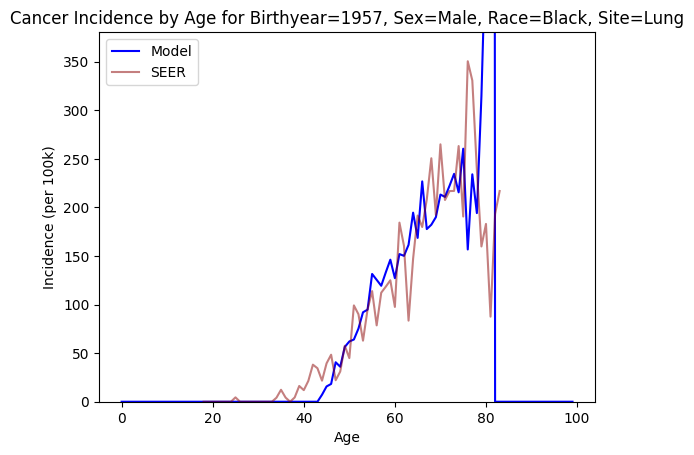 Cancer Incidence by Age for Birthyear=1957, Sex=Male, Race=Black, Site=Lung
Model
SEER
350
300
250
200
150
100
50
0
Incidence (per 100k)
0 20 40 60 80 100
Age